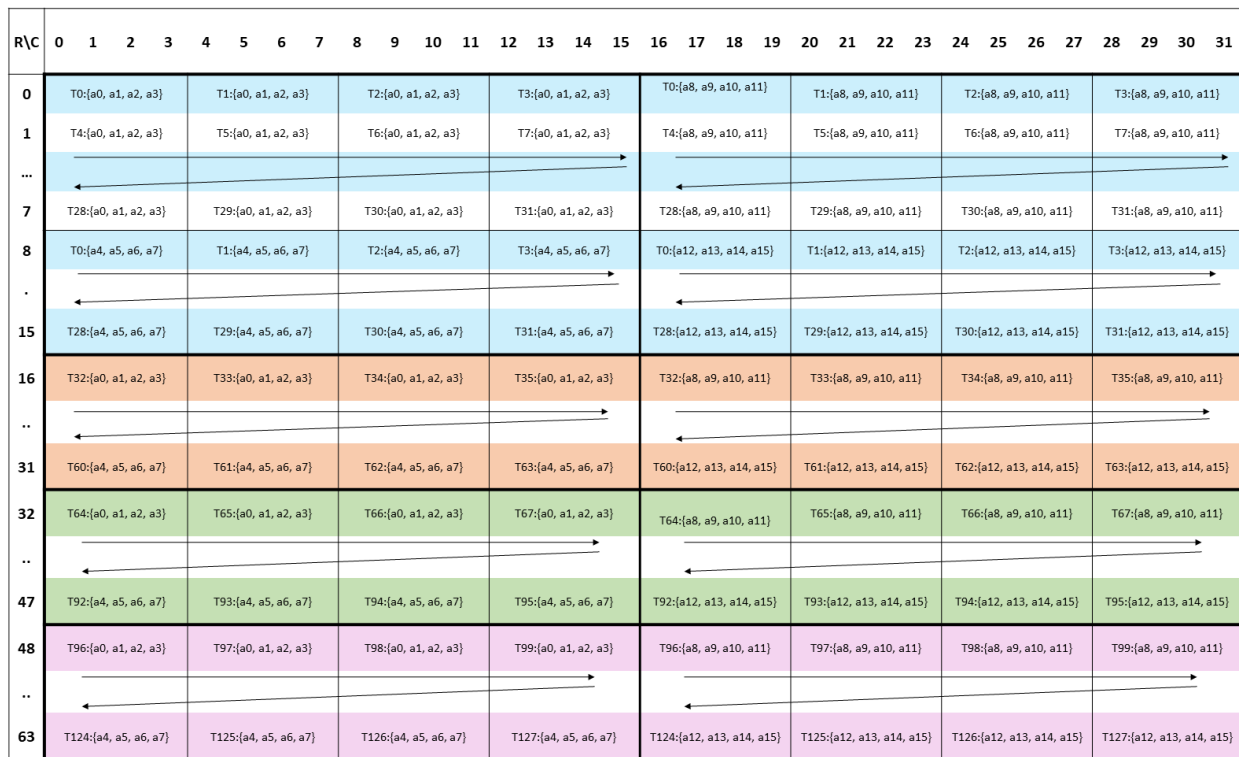 R\C 0 1 2 3 4 5 6 7 8 9 10 11 12 13 14 15 16 17 18 19 20 21 22 23 24 25 26 27 28 29 30 31
0 T0:{a0, a1, a2, a3} T1:{a0, a1, a2, a3} T2:{a0, a1, a2, a3} T3:{a0, a1, a2, a3} T0:{a8, a9, a10, a11} T1:{a8, a9, a10, a11} T2:{a8, a9, a10, a11} T3:{a8, a9, a10, a11}
1 T4:{a0, a1, a2, a3} T5:{a0, a1, a2, a3} T6:{a0, a1, a2, a3} T7:{a0, a1, a2, a3} T4:{a8, a9, a10, a11} T5:{a8, a9, a10, a11} T6:{a8, a9, a10, a11} T7:{a8, a9, a10, a11}
...
7 T28:{a0, a1, a2, a3} T29:{a0, a1, a2, a3} T30:{a0, a1, a2, a3} T31:{a0, a1, a2, a3} T28:{a8, a9, a10, a11} T29:{a8, a9, a10, a11} T30:{a8, a9, a10, a11} T31:{a8, a9, a10, a11}
8 T0:{a4, a5, a6, a7} T1:{a4, a5, a6, a7} T2:{a4, a5, a6, a7} T3:{a4, a5, a6, a7} T0:{a12, a13, a14, a15} T1:{a12, a13, a14, a15} T2:{a12, a13, a14, a15} T3:{a12, a13, a14, a15}
.
15 T28:{a4, a5, a6, a7} T29:{a4, a5, a6, a7} T30:{a4, a5, a6, a7} T31:{a4, a5, a6, a7} T28:{a12, a13, a14, a15} T29:{a12, a13, a14, a15} T30:{a12, a13, a14, a15} T31:{a12, a13, a14, a15}
16 T32:{a0, a1, a2, a3} T33:{a0, a1, a2, a3} T34:{a0, a1, a2, a3} T35:{a0, a1, a2, a3} T32:{a8, a9, a10, a11} T33:{a8, a9, a10, a11} T34:{a8, a9, a10, a11} T35:{a8, a9, a10, a11}
..
31 T60:{a4, a5, a6, a7} T61:{a4, a5, a6, a7} T62:{a4, a5, a6, a7} T63:{a4, a5, a6, a7} T60:{a12, a13, a14, a15} T61:{a12, a13, a14, a15} T62:{a12, a13, a14, a15} T63:{a12, a13, a14, a15}
32 T64:{a0, a1, a2, a3} T65:{a0, a1, a2, a3} T66:{a0, a1, a2, a3} T67:{a0, a1, a2, a3} T64:{a8, a9, a10, a11} T65:{a8, a9, a10, a11} T66:{a8, a9, a10, a11} T67:{a8, a9, a10, a11}
..
47 T92:{a4, a5, a6, a7} T93:{a4, a5, a6, a7} T94:{a4, a5, a6, a7} T95:{a4, a5, a6, a7} T92:{a12, a13, a14, a15} T93:{a12, a13, a14, a15} T94:{a12, a13, a14, a15} T95:{a12, a13, a14, a15}
48 T96:{a0, a1, a2, a3} T97:{a0, a1, a2, a3} T98:{a0, a1, a2, a3} T99:{a0, a1, a2, a3} T96:{a8, a9, a10, a11} T97:{a8, a9, a10, a11} T98:{a8, a9, a10, a11} T99:{a8, a9, a10, a11}
..
63 T124:{a4, a5, a6, a7} T125:{a4, a5, a6, a7} T126:{a4, a5, a6, a7} T127:{a4, a5, a6, a7} T124:{a12, a13, a14, a15} T125:{a12, a13, a14, a15} T126:{a12, a13, a14, a15} T127:{a12, a13, a14, a15}